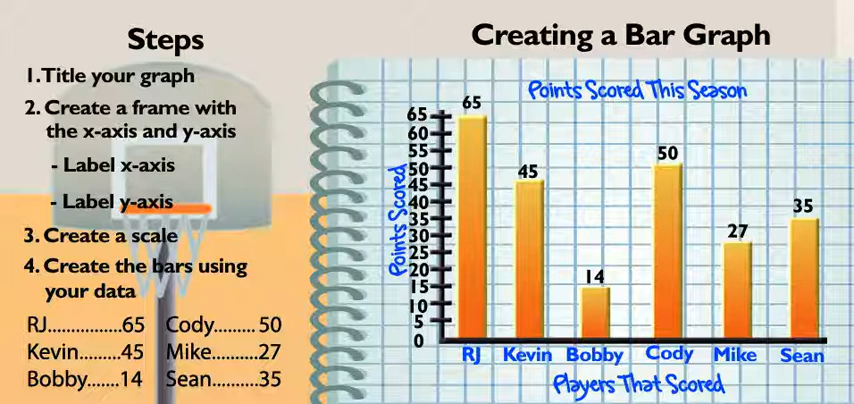 Steps
1. Title your graph
2. Create a frame with
the x-axis and y-axis
- Label x-axis
- Label y-axis
3. Create a scale
4. Create the bars using
your data
RJ................65 Cody.........50
Kevin.........45 Mike..........27
Bobby.......14 Sean..........35
Creating a Bar Graph
Points Scored This Season
Points Scored
65
60
55
50
45
40
35
30
25
20
15
10
5
0
65
45
14
50
27
35
RJ Kevin Bobby Cody Mike Sean
Players That Scored